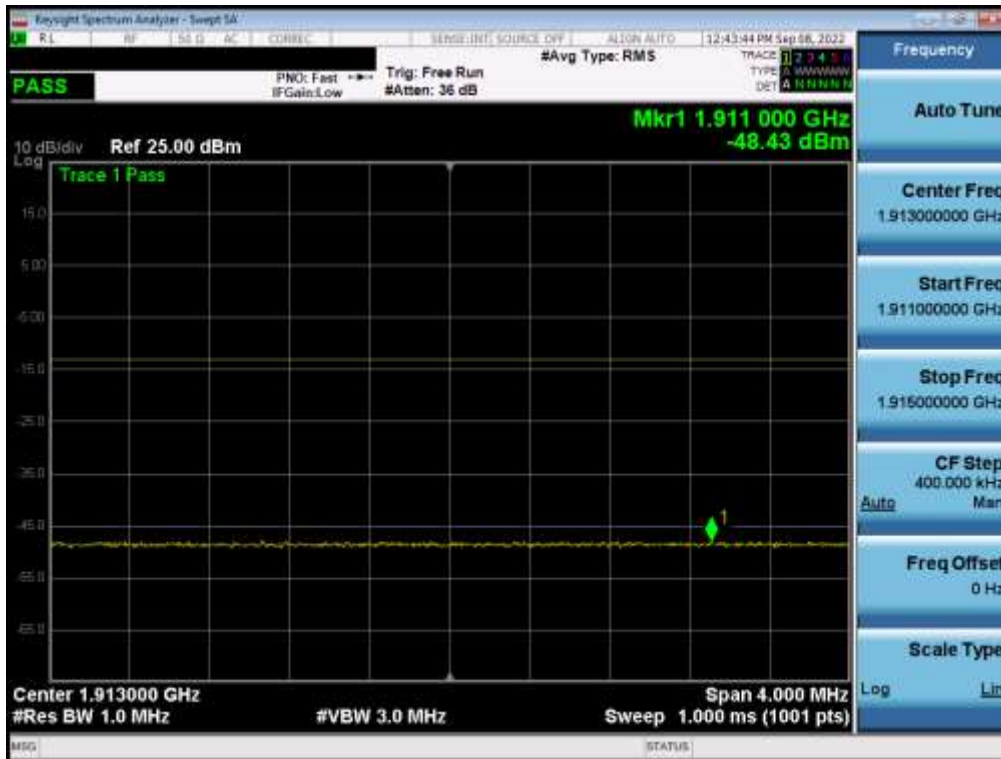 Keysight Spectrum Analyzer - Swept SA
RL RF 50 Ω AC CORREC SENSE:INT SOURCE OFF ALIGN AUTO 12:43:44 PM Sep 08, 2022
#Avg Type: RMS TRACE 1 2 3 4 5 6
PASS PNO: Fast Trig: Free Run TYPE A WWWWW
IFGain:Low #Atten: 36 dB DET A N N N N N
Mkr1 1.911 000 GHz
10 dB/div Ref 25.00 dBm -48.43 dBm
Log
Trace 1 Pass
15.0
5.00
-5.00
-15.0
-25.0
-35.0
-45.0
-55.0
-65.0
1
Center 1.913000 GHz Span 4.000 MHz
#Res BW 1.0 MHz #VBW 3.0 MHz Sweep 1.000 ms (1001 pts)
MSG STATUS
Frequency
Auto Tune
Center Freq
1.913000000 GHz
Start Freq
1.911000000 GHz
Stop Freq
1.915000000 GHz
CF Step
400.000 kHz
Auto Man
Freq Offset
0 Hz
Scale Type
Log Lin